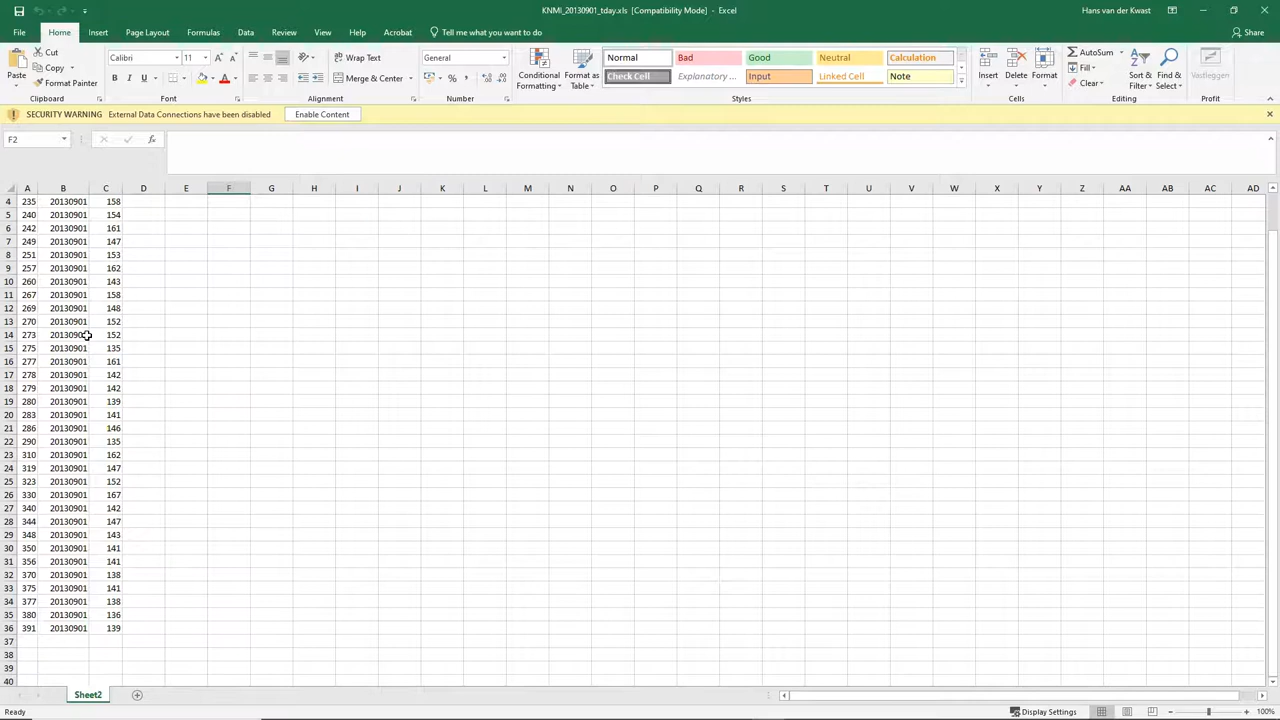 KNMI_20130901_tday.xls [Compatibility Mode] - Excel
Hans van der Kwast
File Home Insert Page Layout Formulas Data Review View Help Acrobat Tell me what you want to do Share
Paste Cut Copy Format Painter Clipboard
Calibri 11 B I U A Font
Wrap Text Merge & Center Alignment
General % , Number
Conditional Formatting Format as Table
Normal Bad Good Neutral Calculation
Check Cell Explanatory ... Input Linked Cell Note
Styles
Insert Delete Format Cells
AutoSum Fill Clear Sort & Filter Find & Select Editing
Vastleggen Profit
SECURITY WARNING External Data Connections have been disabled Enable Content
F2 fx
A B C D E F G H I J K L M N O P Q R S T U V W X Y Z AA AB AC AD
4 235 20130901 158
5 240 20130901 154
6 242 20130901 161
7 249 20130901 147
8 251 20130901 153
9 257 20130901 162
10 260 20130901 143
11 267 20130901 158
12 269 20130901 148
13 270 20130901 152
14 273 20130901 152
15 275 20130901 135
16 277 20130901 161
17 278 20130901 142
18 279 20130901 142
19 280 20130901 139
20 283 20130901 141
21 286 20130901 146
22 290 20130901 135
23 310 20130901 162
24 319 20130901 147
25 323 20130901 152
26 330 20130901 167
27 340 20130901 142
28 344 20130901 147
29 348 20130901 143
30 350 20130901 141
31 356 20130901 141
32 370 20130901 138
33 375 20130901 141
34 377 20130901 138
35 380 20130901 136
36 391 20130901 139
37
38
39
40
Sheet2
Ready Display Settings 100%